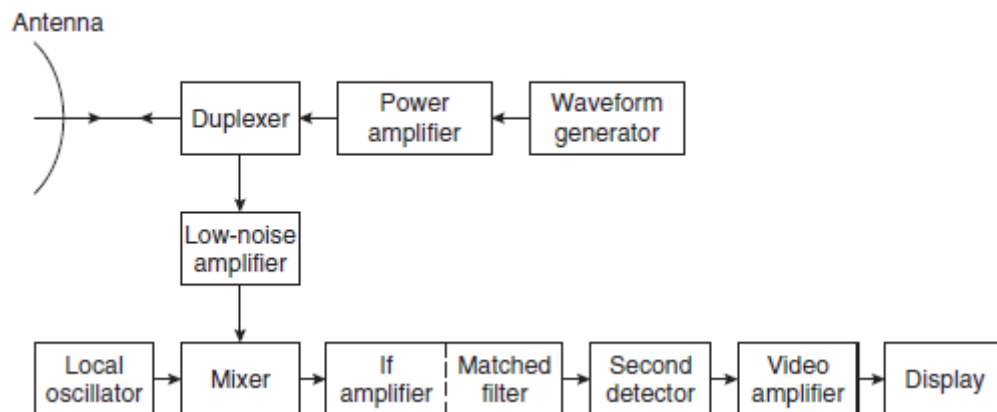 Antenna
Duplexer
Power
amplifier
Waveform
generator
Low-noise
amplifier
Local
oscillator
Mixer
If
amplifier
Matched
filter
Second
detector
Video
amplifier
Display